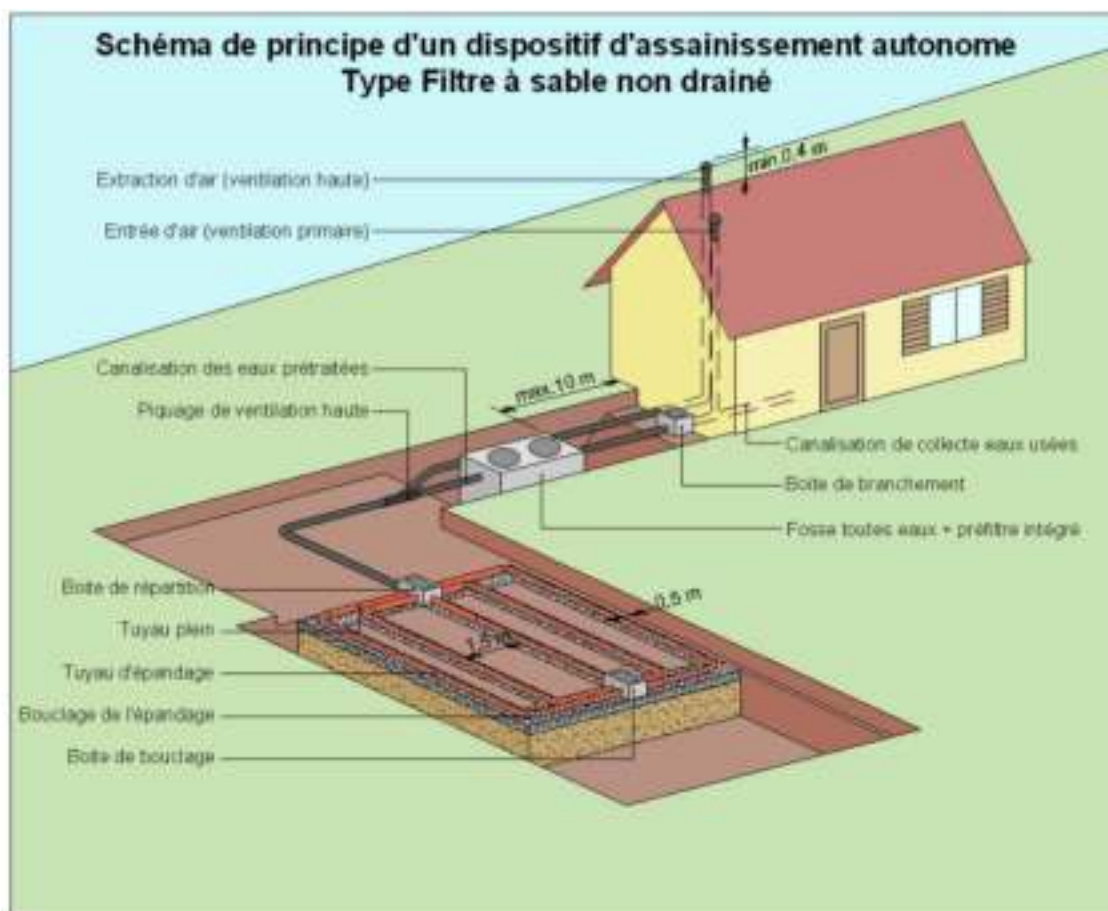 Schéma de principe d'un dispositif d'assainissement autonome
Type Filtre à sable non drainé
min.0,4 m
Extraction d'air (ventilation haute)
Entrée d'air (ventilation primaire)
Canalisation des eaux prétraitées
max.10 m
Piquage de ventilation haute
Canalisation de collecte eaux usées
Boite de branchement
Fosse toutes eaux + préfiltre intégré
Boite de répartition
0,5 m
Tuyau plein
1,5 m
Tuyau d'épandage
Bouclage de l'épandage
Boite de bouclage